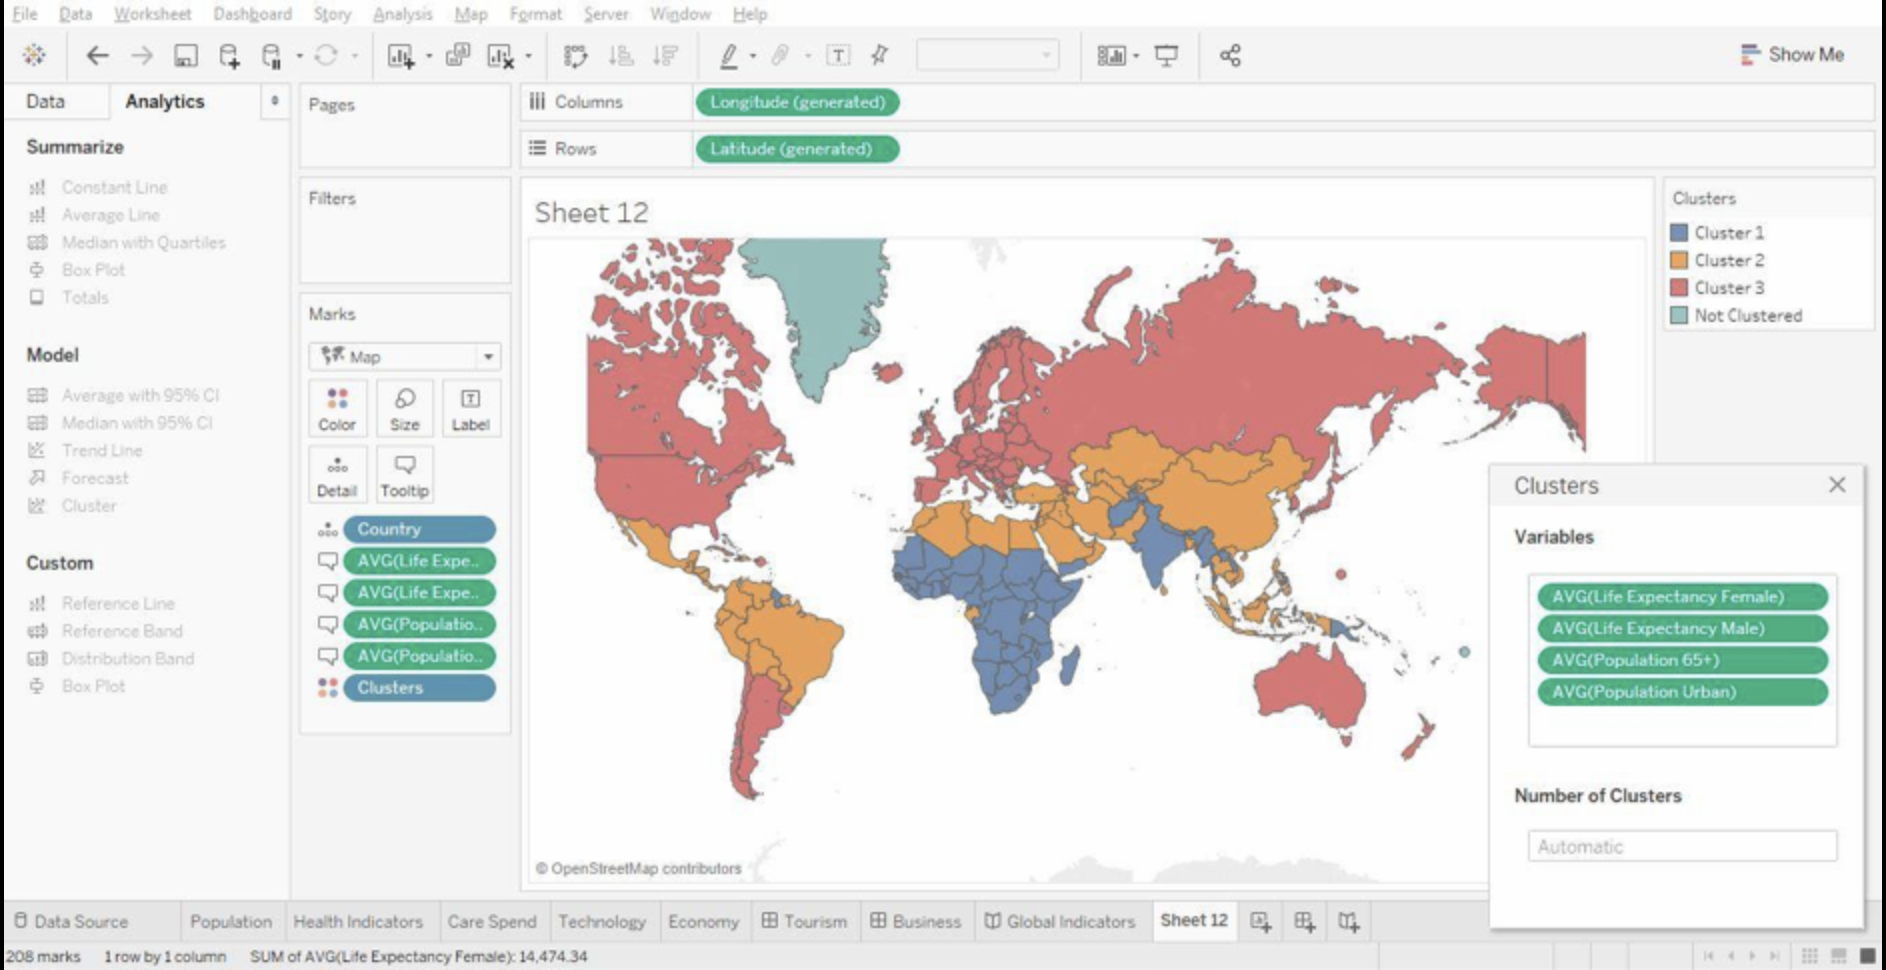 File Data Worksheet Dashboard Story Analysis Map Format Server Window Help
Show Me
Data Analytics
Summarize
Constant Line
Average Line
Median with Quartiles
Box Plot
Totals
Model
Average with 95% CI
Median with 95% CI
Trend Line
Forecast
Cluster
Custom
Reference Line
Reference Band
Distribution Band
Box Plot
Pages
Filters
Marks
Map
Color Size Label
Detail Tooltip
Country
AVG(Life Expe..
AVG(Life Expe..
AVG(Populatio..
AVG(Populatio..
Clusters
Columns Longitude (generated)
Rows Latitude (generated)
Sheet 12
© OpenStreetMap contributors
Clusters
Cluster 1
Cluster 2
Cluster 3
Not Clustered
Clusters
Variables
AVG(Life Expectancy Female)
AVG(Life Expectancy Male)
AVG(Population 65+)
AVG(Population Urban)
Number of Clusters
Automatic
Data Source Population Health Indicators Care Spend Technology Economy Tourism Business Global Indicators Sheet 12
208 marks 1 row by 1 column SUM of AVG(Life Expectancy Female): 14,474.34